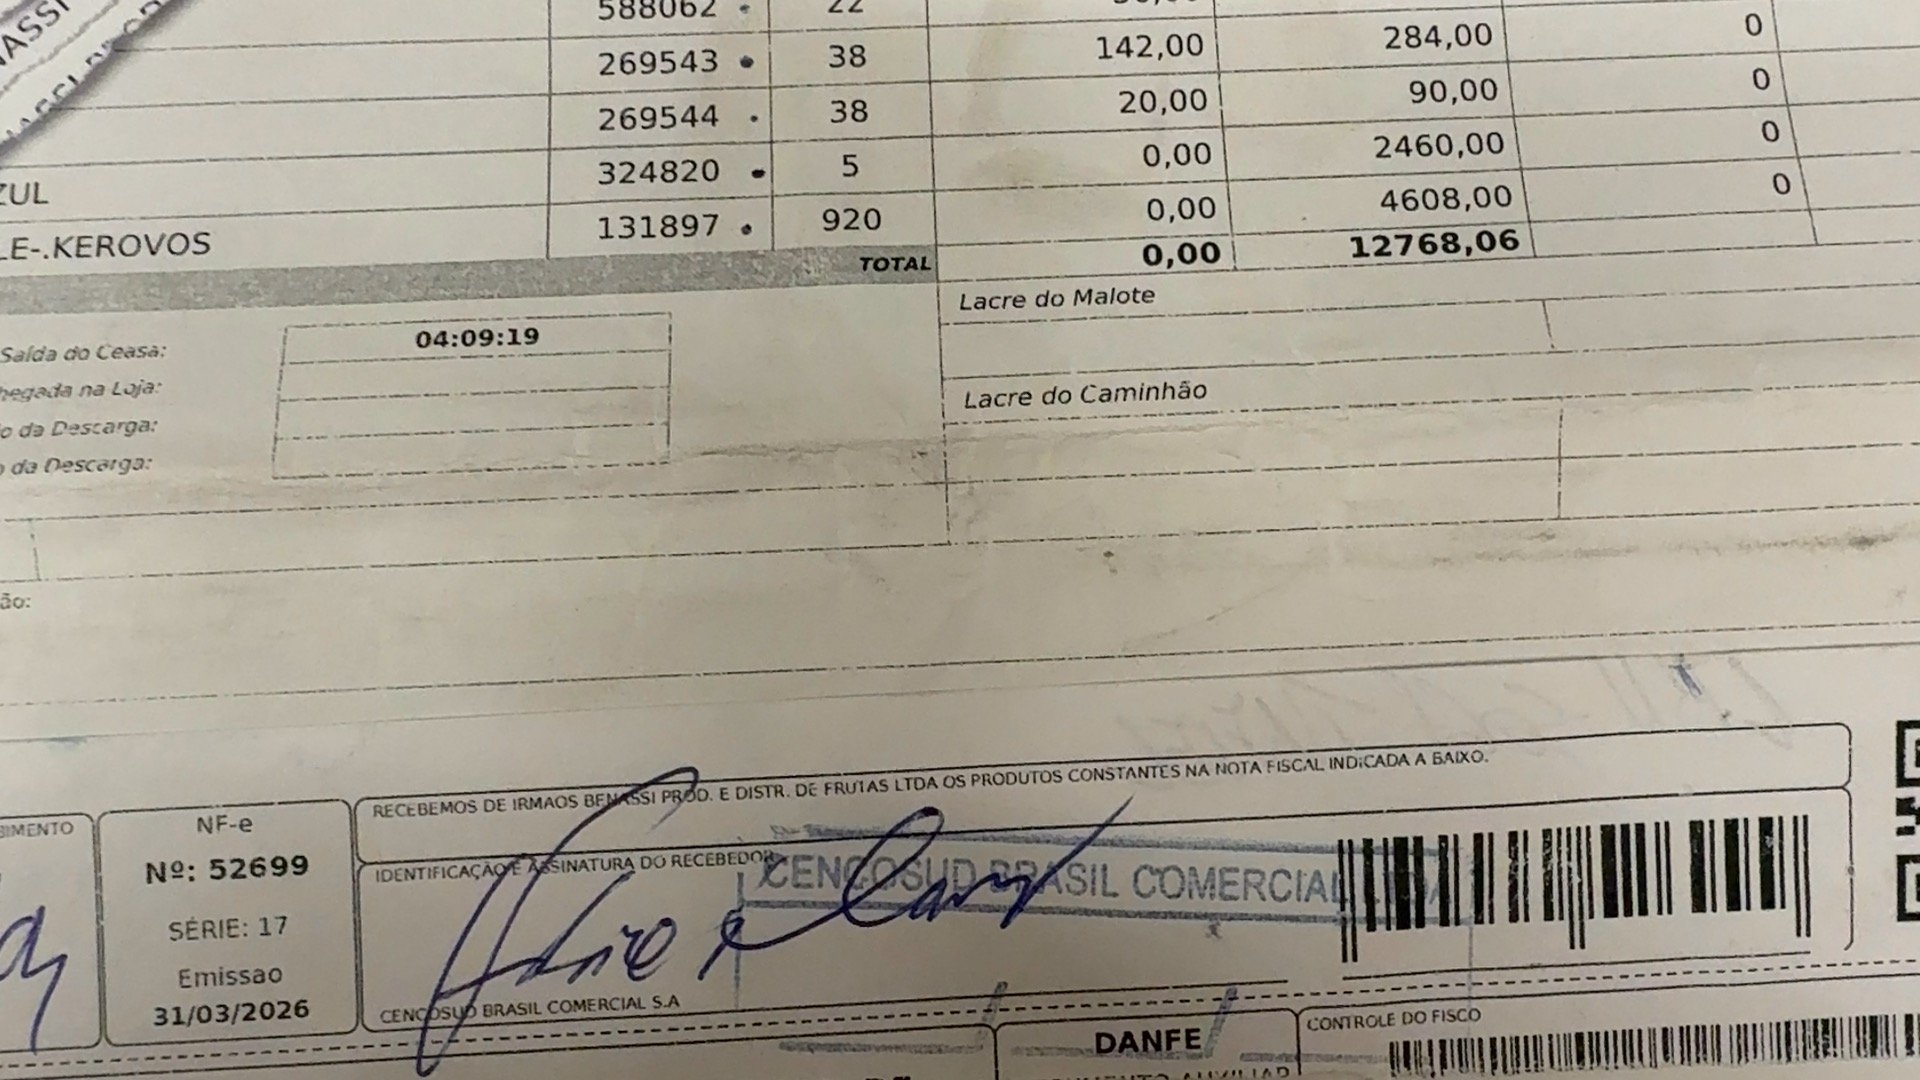 588062 22
269543 38 142,00 284,00 0
269544 38 20,00 90,00 0
ZUL 324820 5 0,00 2460,00 0
LE-.KEROVOS 131897 920 0,00 4608,00 0
TOTAL 0,00 12768,06
Saída do Ceasa: 04:09:19
hegada na Loja:
o da Descarga:
o da Descarga:
Lacre do Malote
Lacre do Caminhão
ão:
RECEBEMOS DE IRMAOS BENASSI PROD. E DISTR. DE FRUTAS LTDA OS PRODUTOS CONSTANTES NA NOTA FISCAL INDICADA A BAIXO.
BIMENTO
NF-e
Nº: 52699
SÉRIE: 17
Emissao
31/03/2026
IDENTIFICAÇÃO E ASSINATURA DO RECEBEDOR
CENCOSUD BRASIL COMERCIAL LTDA
CENCOSUD BRASIL COMERCIAL S.A
DANFE
CONTROLE DO FISCO